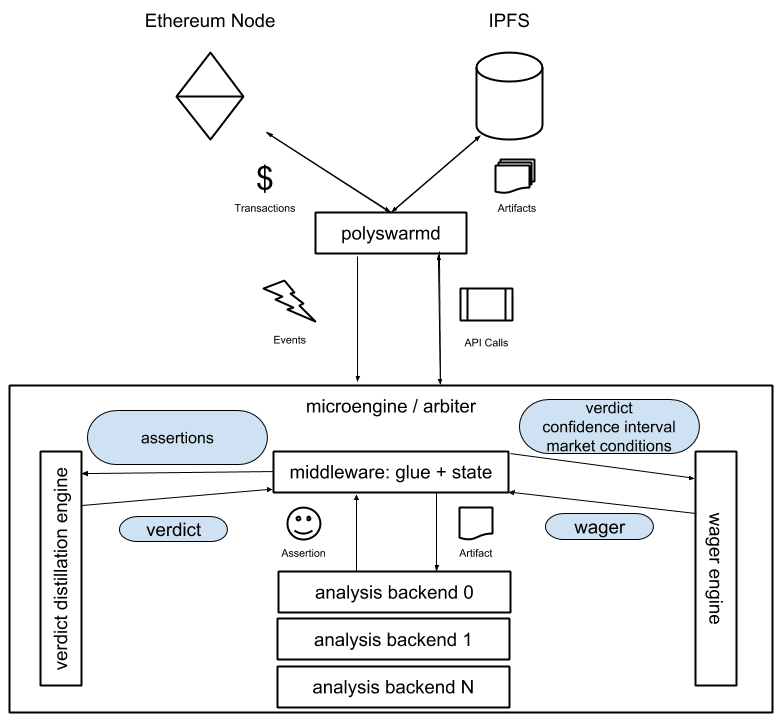 Ethereum Node
IPFS
$
Transactions
Artifacts
polyswarmd
Events
API Calls
microengine / arbiter
assertions
verdict
confidence interval
market conditions
middleware: glue + state
verdict distillation engine
wager engine
verdict
wager
Assertion
Artifact
analysis backend 0
analysis backend 1
analysis backend N